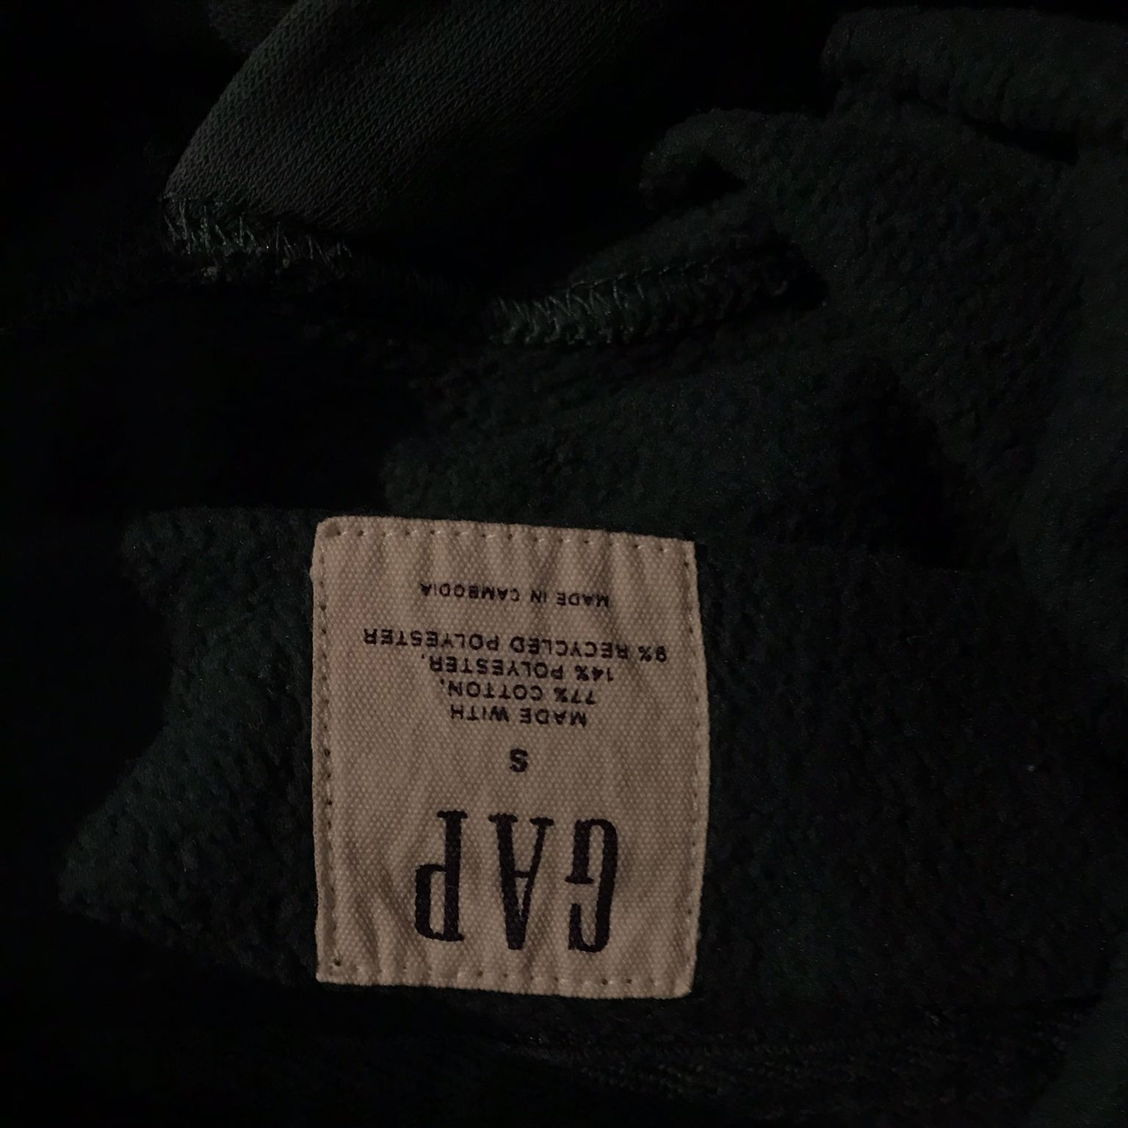 GAP
S
MADE WITH
77% COTTON,
14% POLYESTER,
9% RECYCLED POLYESTER
MADE IN CAMBODIA